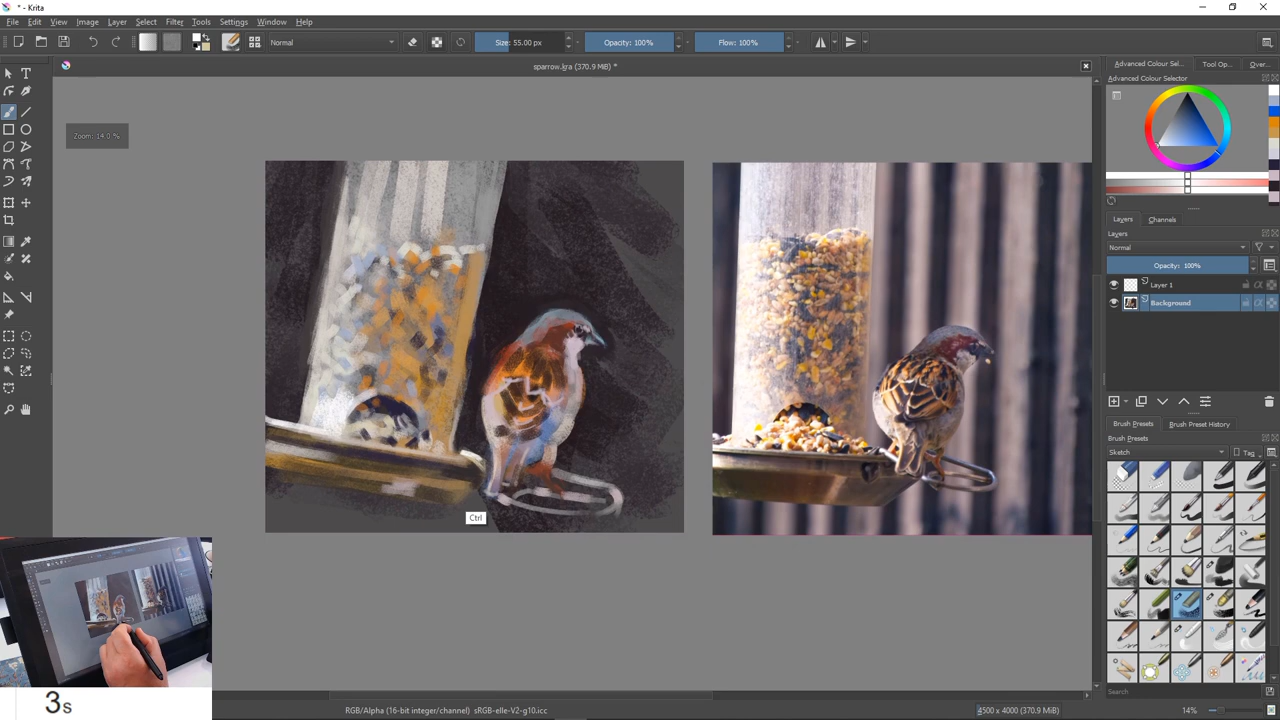 * - Krita
File Edit View Image Layer Select Filter Tools Settings Window Help
Normal Size: 55.00 px Opacity: 100% Flow: 100%
sparrow.kra (370.9 MiB) *
Advanced Colour Sel... Tool Op... Over...
Advanced Colour Selector
Zoom: 14.0 %
Layers Channels
Layers
Normal
Opacity: 100%
Layer 1
Background
Brush Presets Brush Preset History
Brush Presets
Sketch Tag
Ctrl
Search
3s
RGB/Alpha (16-bit integer/channel) sRGB-elle-V2-g10.icc
4500 x 4000 (370.9 MiB) 14%